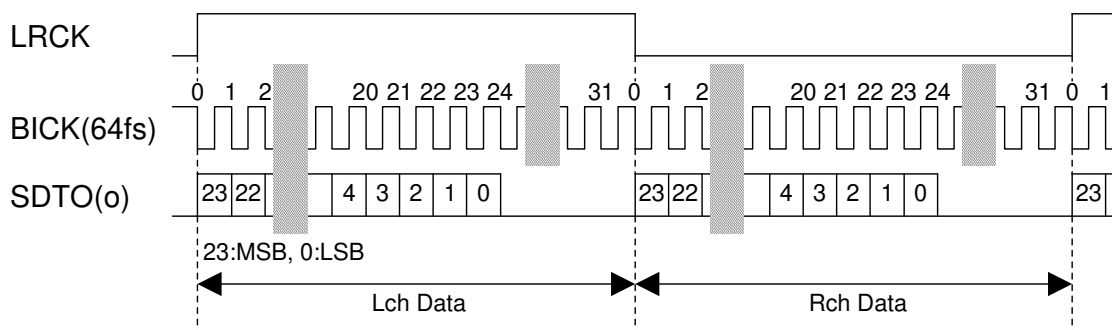 LRCK
0 1 2 20 21 22 23 24 31 0 1 2 20 21 22 23 24 31 0 1
BICK(64fs)
SDTO(o) 23 22 4 3 2 1 0 23 22 4 3 2 1 0 23
23:MSB, 0:LSB
Lch Data Rch Data